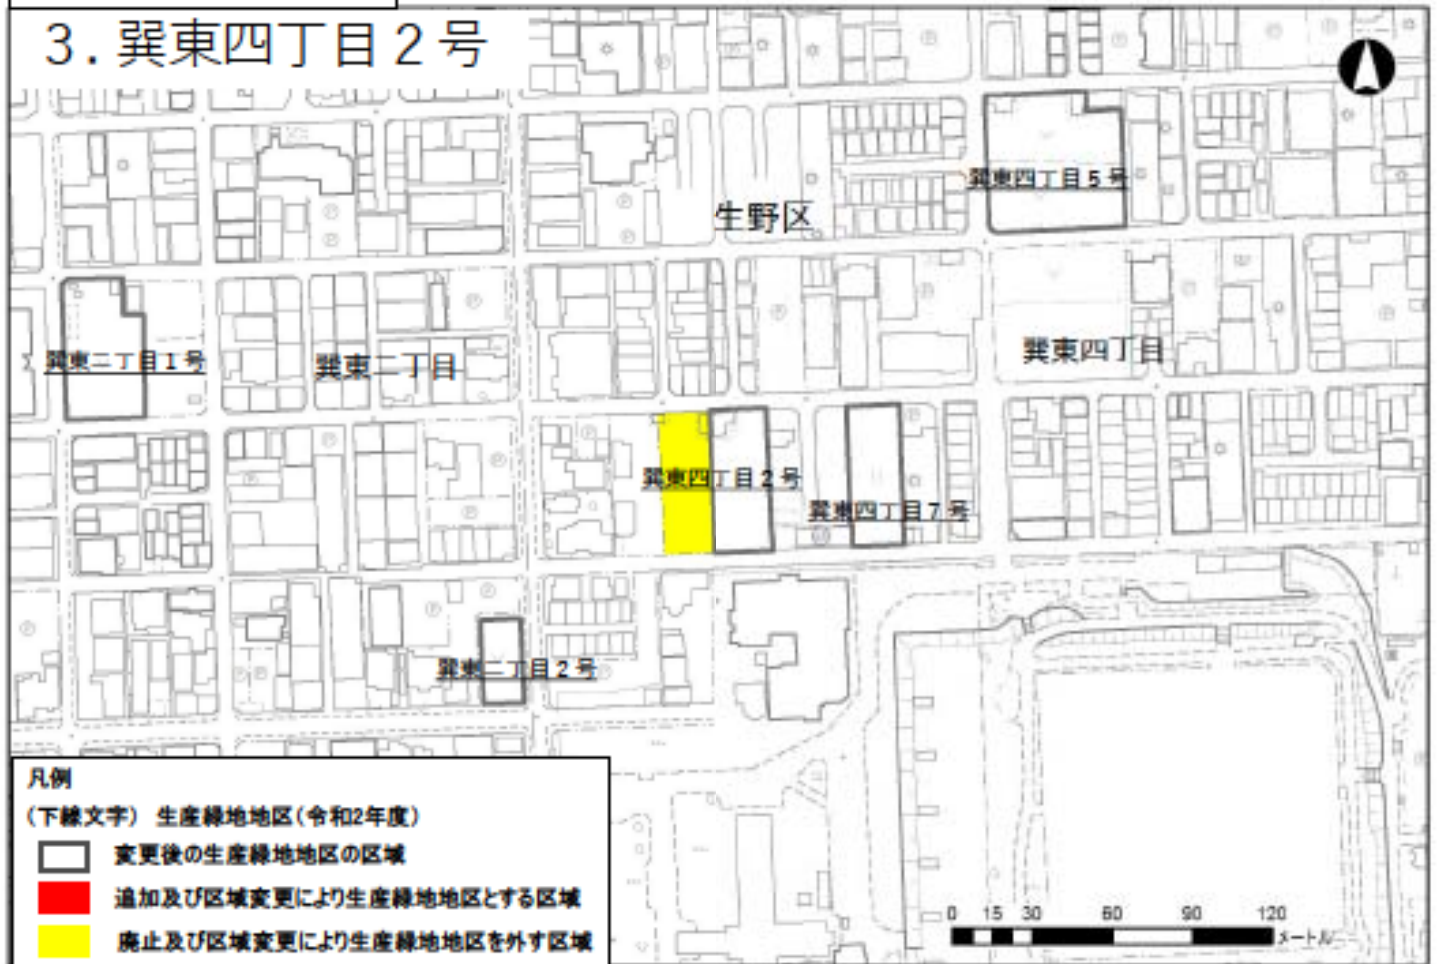 3．巽東四丁目２号
生野区
巽東四丁目５号
巽東二丁目１号
巽東二丁目
巽東四丁目
巽東四丁目２号
巽東四丁目７号
巽東二丁目２号
凡例
（下線文字） 生産緑地地区（令和2年度）
変更後の生産緑地地区の区域
追加及び区域変更により生産緑地地区とする区域
廃止及び区域変更により生産緑地地区を外す区域
0 15 30 60 90 120
メートル